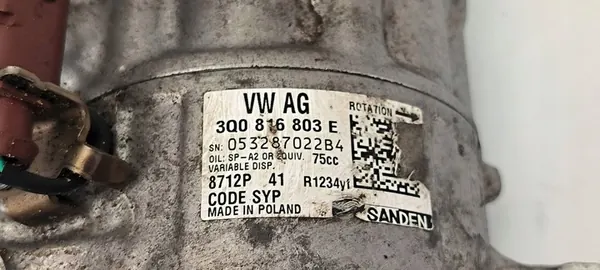 VW AG
ROTATION
3Q0 816 803 E
SN: 053287022B4
OIL: SP-A2 OR EQUIV. 75cc
VARIABLE DISP.
8712P 41 R1234yf
CODE SYP
MADE IN POLAND
SANDEN